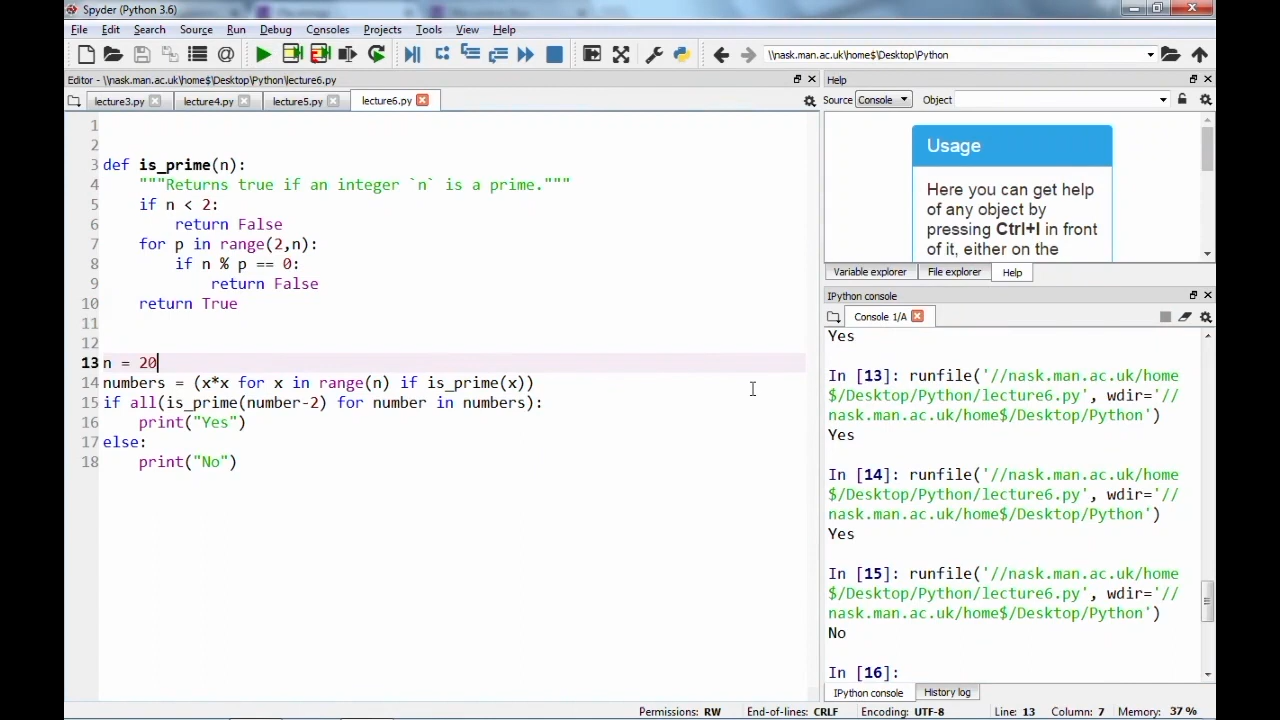 Spyder (Python 3.6)
File Edit Search Source Run Debug Consoles Projects Tools View Help
\\nask.man.ac.uk\home$\Desktop\Python
Editor - \\nask.man.ac.uk\home$\Desktop\Python\lecture6.py
lecture3.py lecture4.py lecture5.py lecture6.py
1
2
3 def is_prime(n):
4 """Returns true if an integer `n` is a prime."""
5 if n < 2:
6 return False
7 for p in range(2,n):
8 if n % p == 0:
9 return False
10 return True
11
12
13 n = 20
14 numbers = (x*x for x in range(n) if is_prime(x))
15 if all(is_prime(number-2) for number in numbers):
16 print("Yes")
17 else:
18 print("No")
Help
Source Console Object
Usage
Here you can get help
of any object by
pressing Ctrl+I in front
of it, either on the
Variable explorer File explorer Help
IPython console
Console 1/A
Yes
In [13]: runfile('//nask.man.ac.uk/home
$/Desktop/Python/lecture6.py', wdir='//
nask.man.ac.uk/home$/Desktop/Python')
Yes
In [14]: runfile('//nask.man.ac.uk/home
$/Desktop/Python/lecture6.py', wdir='//
nask.man.ac.uk/home$/Desktop/Python')
Yes
In [15]: runfile('//nask.man.ac.uk/home
$/Desktop/Python/lecture6.py', wdir='//
nask.man.ac.uk/home$/Desktop/Python')
No
In [16]:
IPython console History log
Permissions: RW End-of-lines: CRLF Encoding: UTF-8 Line: 13 Column: 7 Memory: 37 %